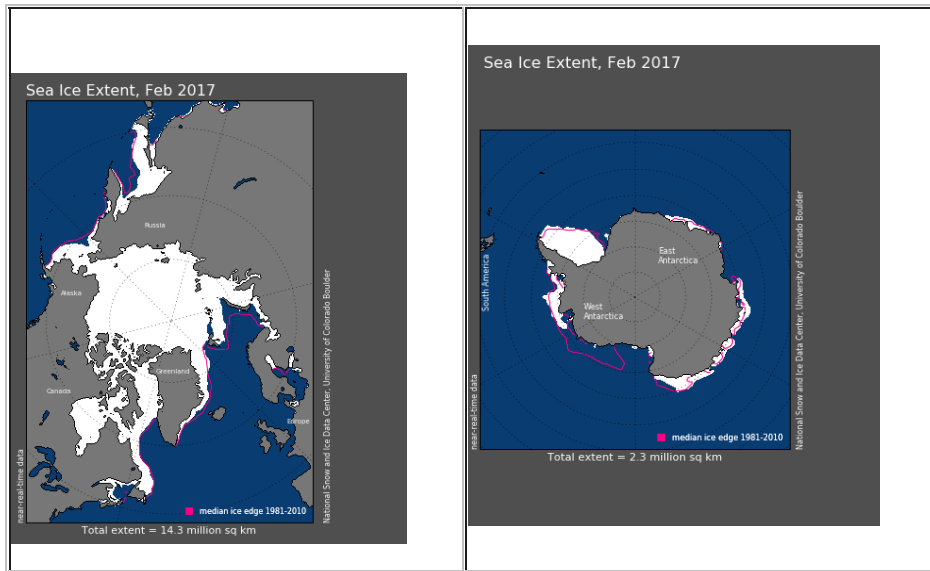 Sea Ice Extent, Feb 2017
Russia
Alaska
Greenland
Canada
Europe
near-real-time data
National Snow and Ice Data Center, University of Colorado Boulder
median ice edge 1981-2010
Total extent = 14.3 million sq km
Sea Ice Extent, Feb 2017
South America
East
Antarctica
West
Antarctica
near-real-time data
National Snow and Ice Data Center, University of Colorado Boulder
median ice edge 1981-2010
Total extent = 2.3 million sq km